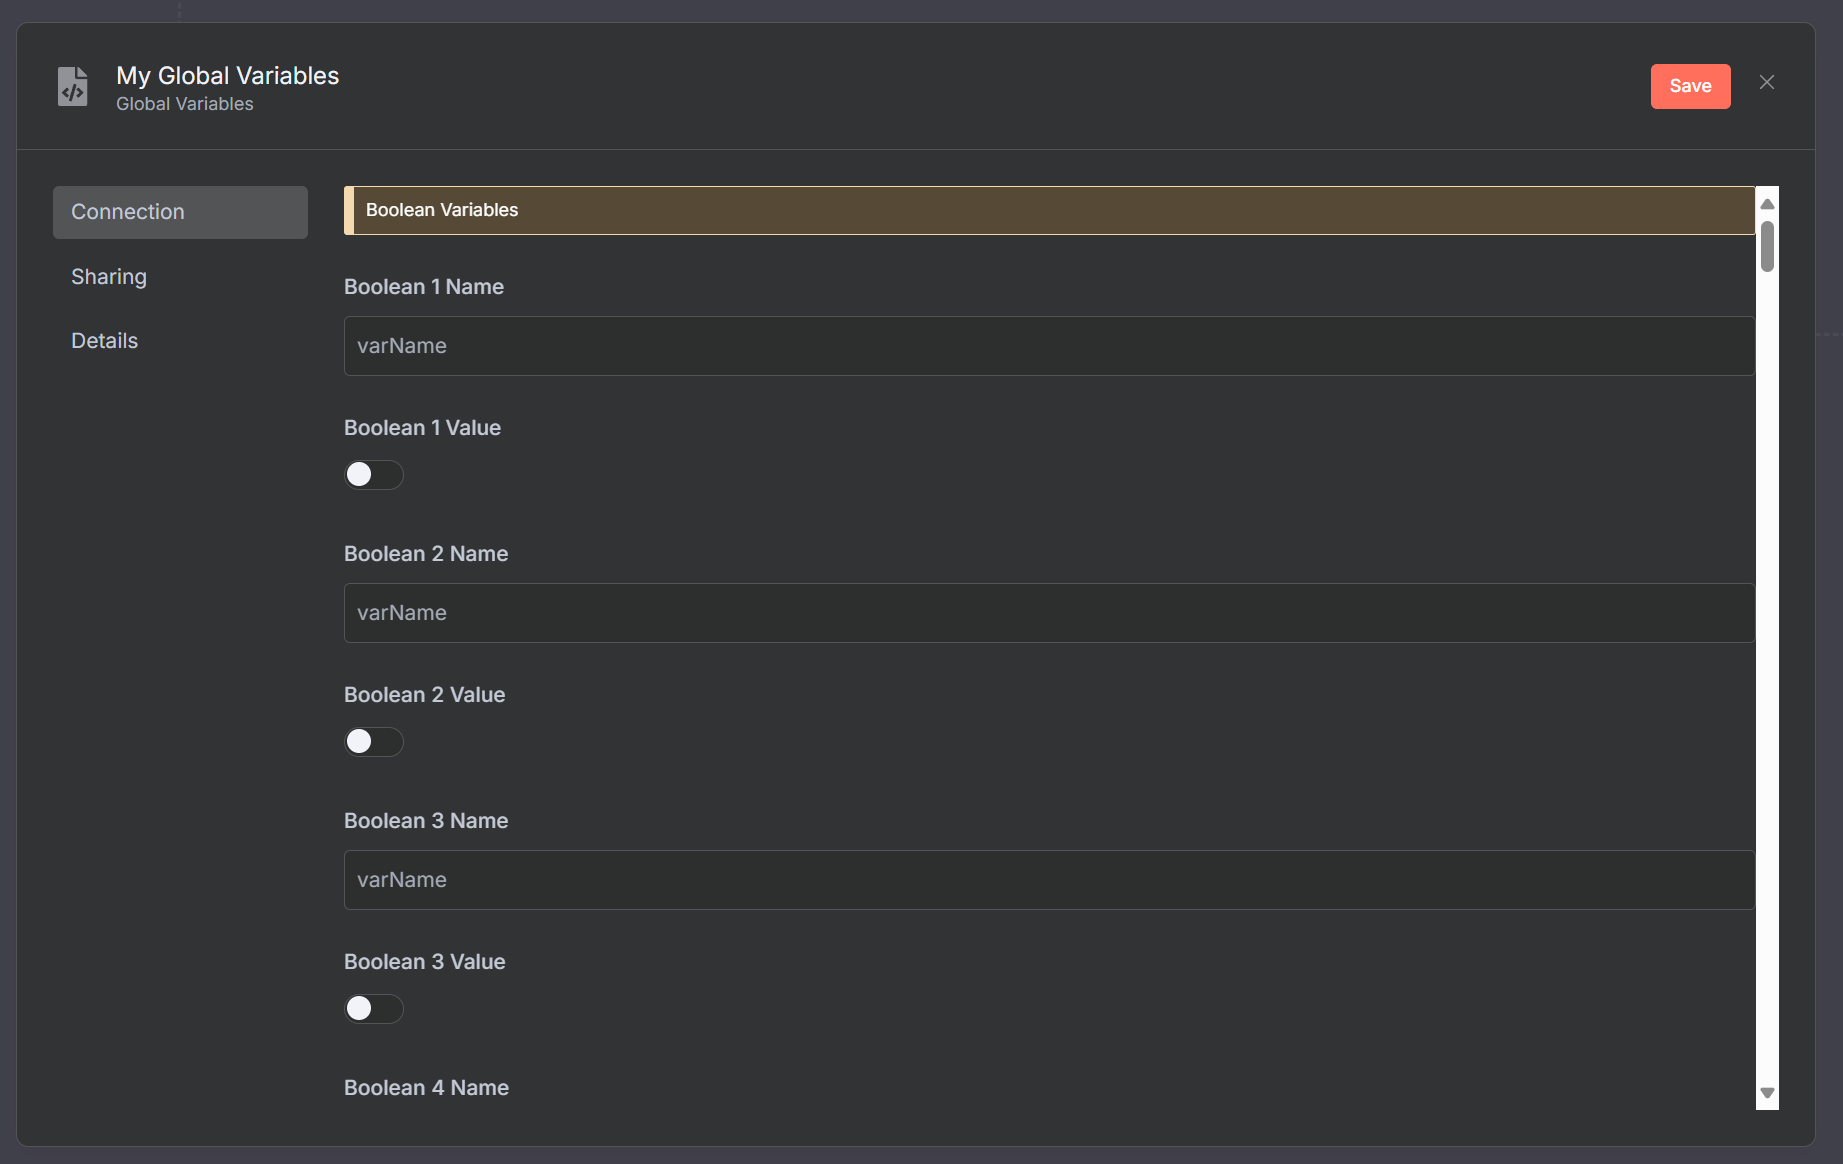 My Global Variables
Global Variables
Save
Connection
Sharing
Details
Boolean Variables
Boolean 1 Name
varName
Boolean 1 Value
Boolean 2 Name
varName
Boolean 2 Value
Boolean 3 Name
varName
Boolean 3 Value
Boolean 4 Name